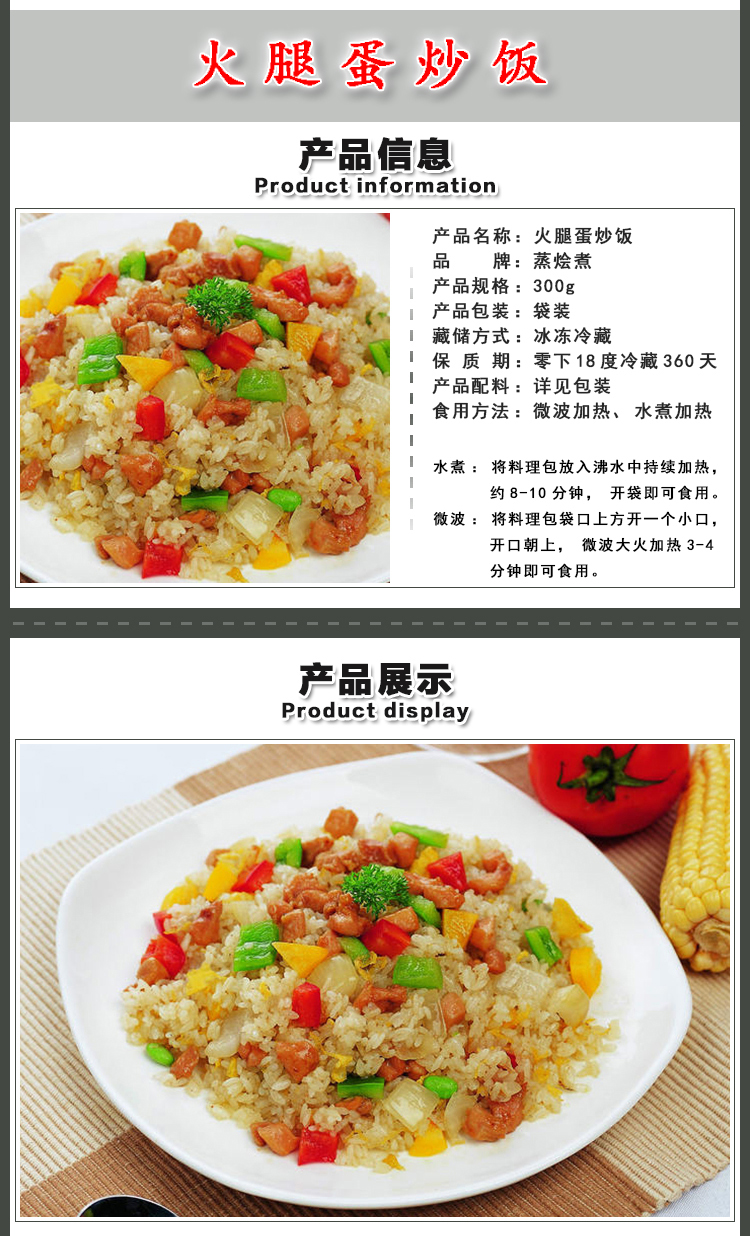 火腿蛋炒饭
产品信息
Product information
产品名称：火腿蛋炒饭
品　　牌：蒸烩煮
产品规格：300g
产品包装：袋装
藏储方式：冰冻冷藏
保 质 期：零下18度冷藏360天
产品配料：详见包装
食用方法：微波加热、水煮加热
水煮：将料理包放入沸水中持续加热，
约8-10分钟， 开袋即可食用。
微波：将料理包袋口上方开一个小口，
开口朝上， 微波大火加热3-4
分钟即可食用。
产品展示
Product display